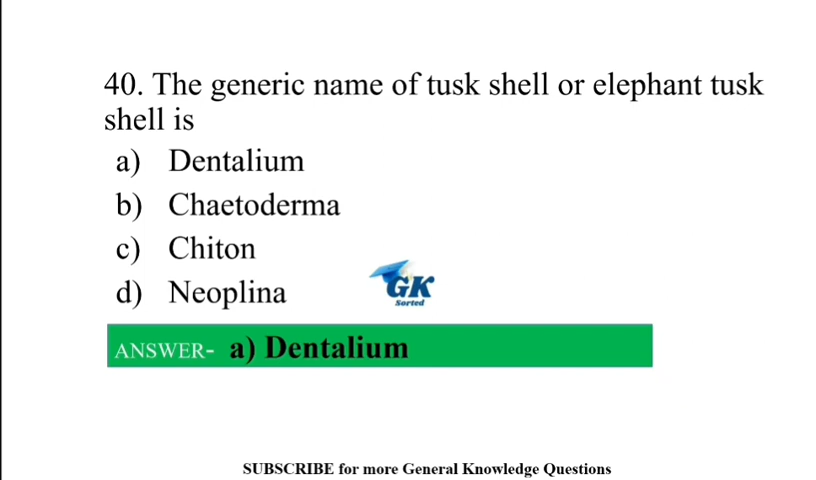 40. The generic name of tusk shell or elephant tusk
shell is
a) Dentalium
b) Chaetoderma
c) Chiton
d) Neoplina
GK
Sorted
ANSWER- a) Dentalium
SUBSCRIBE for more General Knowledge Questions